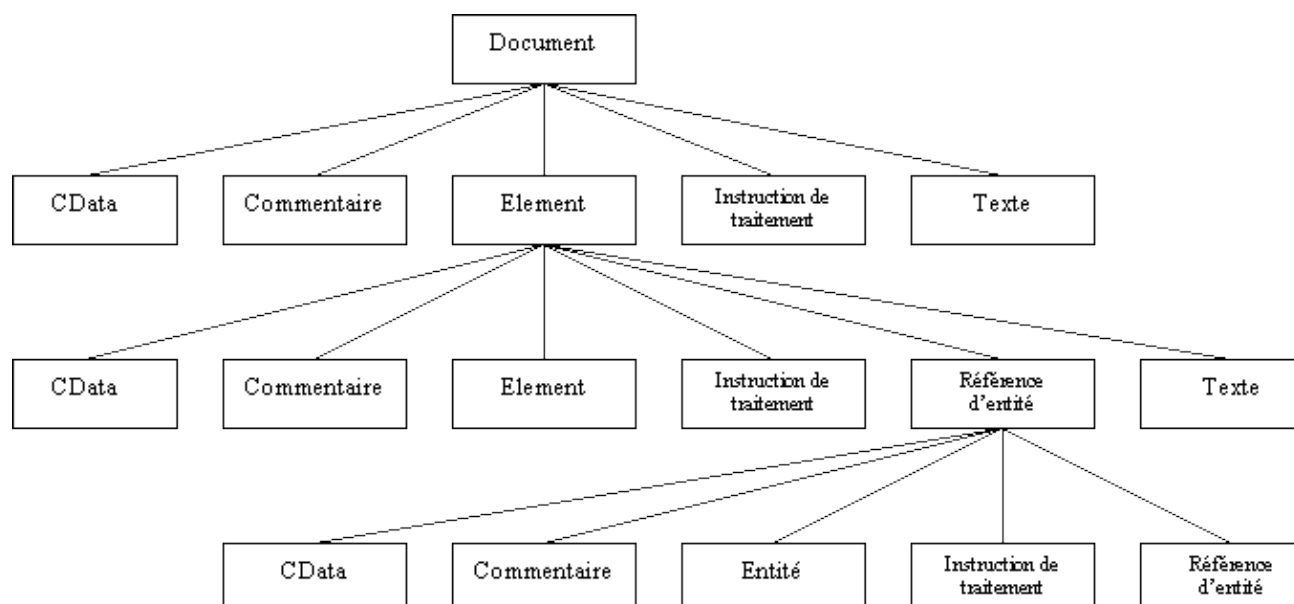 Document
CData
Commentaire
Element
Instruction de
traitement
Texte
CData
Commentaire
Element
Instruction de
traitement
Référence
d'entité
Texte
CData
Commentaire
Entité
Instruction de
traitement
Référence
d'entité